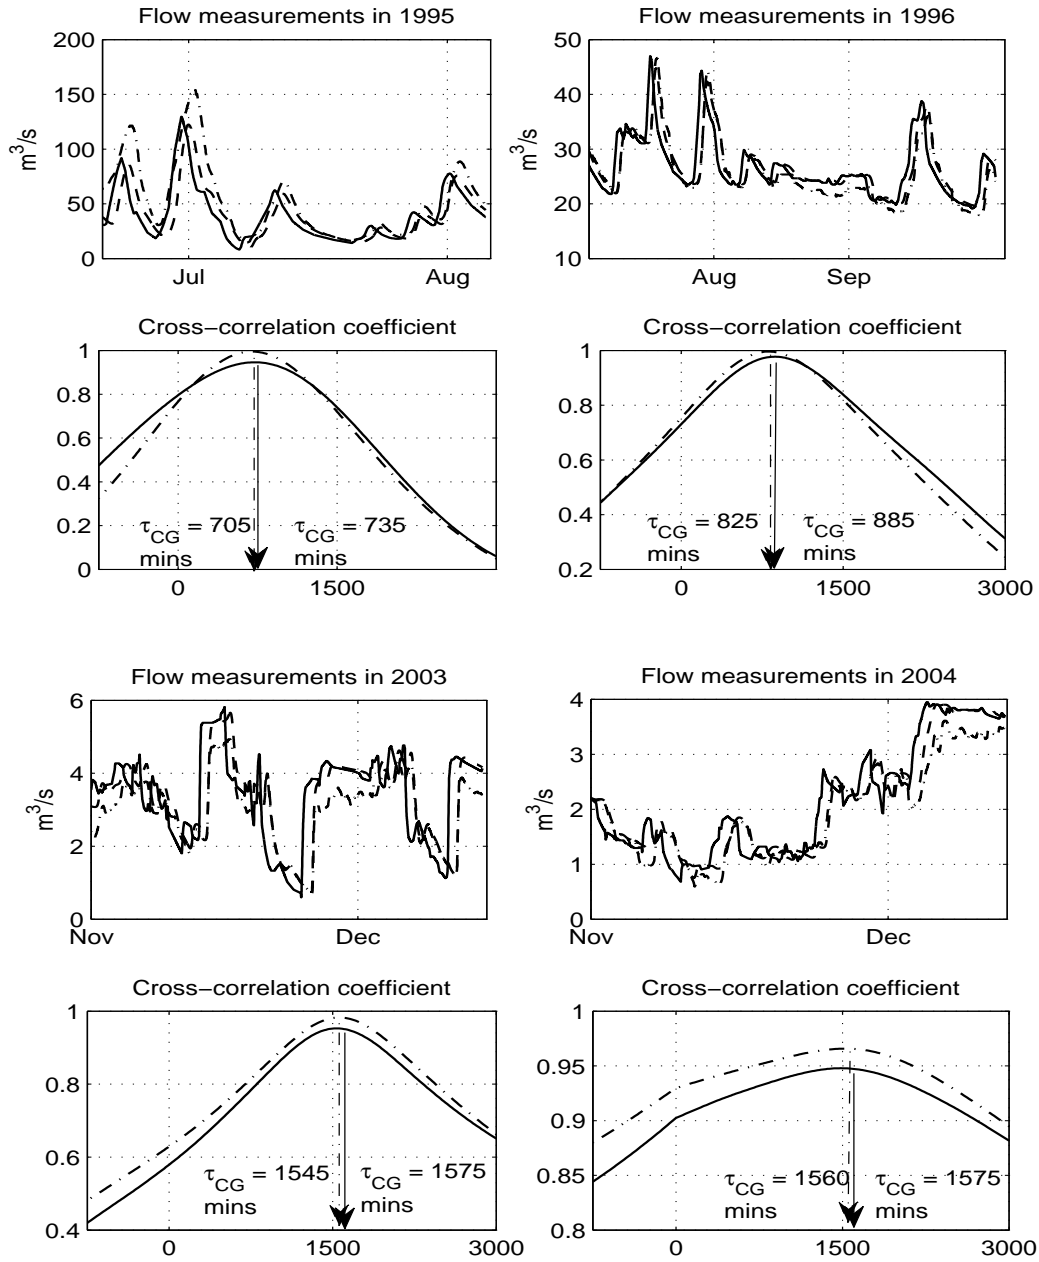 Flow measurements in 1995
200
150
100
50
0
m³/s
Jul
Aug
Flow measurements in 1996
50
40
30
20
10
m³/s
Aug
Sep
Cross−correlation coefficient
1
0.8
0.6
0.4
0.2
0
τCG = 705
mins
τCG = 735
mins
0
1500
Cross−correlation coefficient
1
0.8
0.6
0.4
0.2
τCG = 825
mins
τCG = 885
mins
0
1500
3000
Flow measurements in 2003
6
4
2
0
m³/s
Nov
Dec
Flow measurements in 2004
4
3
2
1
0
m³/s
Nov
Dec
Cross−correlation coefficient
1
0.8
0.6
0.4
τCG = 1545
mins
τCG = 1575
mins
0
1500
3000
Cross−correlation coefficient
1
0.95
0.9
0.85
0.8
τCG = 1560
mins
τCG = 1575
mins
0
1500
3000